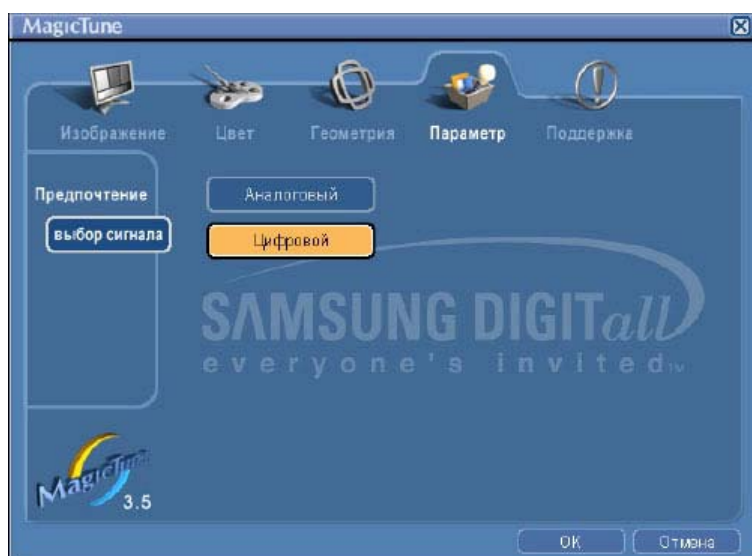 MagicTune
Изображение
Цвет
Геометрия
Параметр
Поддержка
Предпочтение
выбор сигнала
Аналоговый
Цифровой
SAMSUNG DIGITall
everyone's invited™
MagicTune
3.5
OK
Отмена